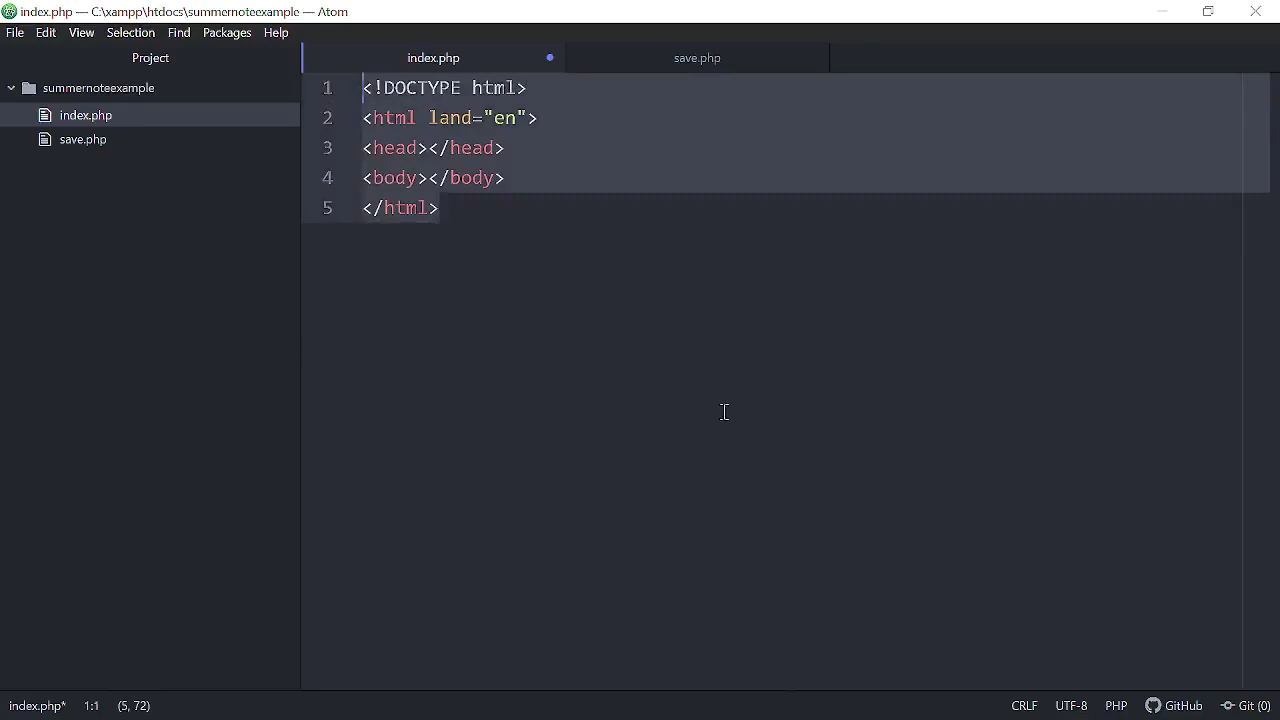 index.php — C:\xampp\htdocs\summernoteexample — Atom
File Edit View Selection Find Packages Help
Project
index.php save.php
summernoteexample
index.php
save.php
1 <!DOCTYPE html>
2 <html land="en">
3 <head></head>
4 <body></body>
5 </html>
index.php* 1:1 (5, 72) CRLF UTF-8 PHP GitHub Git (0)